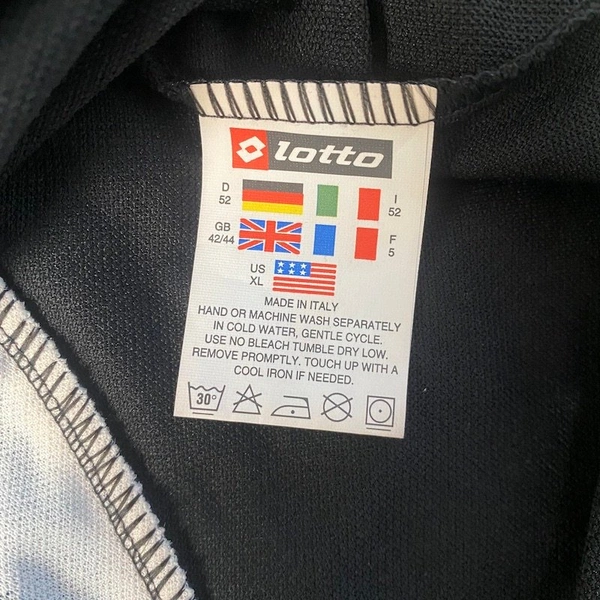 lotto
D 52 I 52
GB 42/44 F 5
US XL
MADE IN ITALY
HAND OR MACHINE WASH SEPARATELY
IN COLD WATER, GENTLE CYCLE.
USE NO BLEACH TUMBLE DRY LOW.
REMOVE PROMPTLY. TOUCH UP WITH A
COOL IRON IF NEEDED.
30°